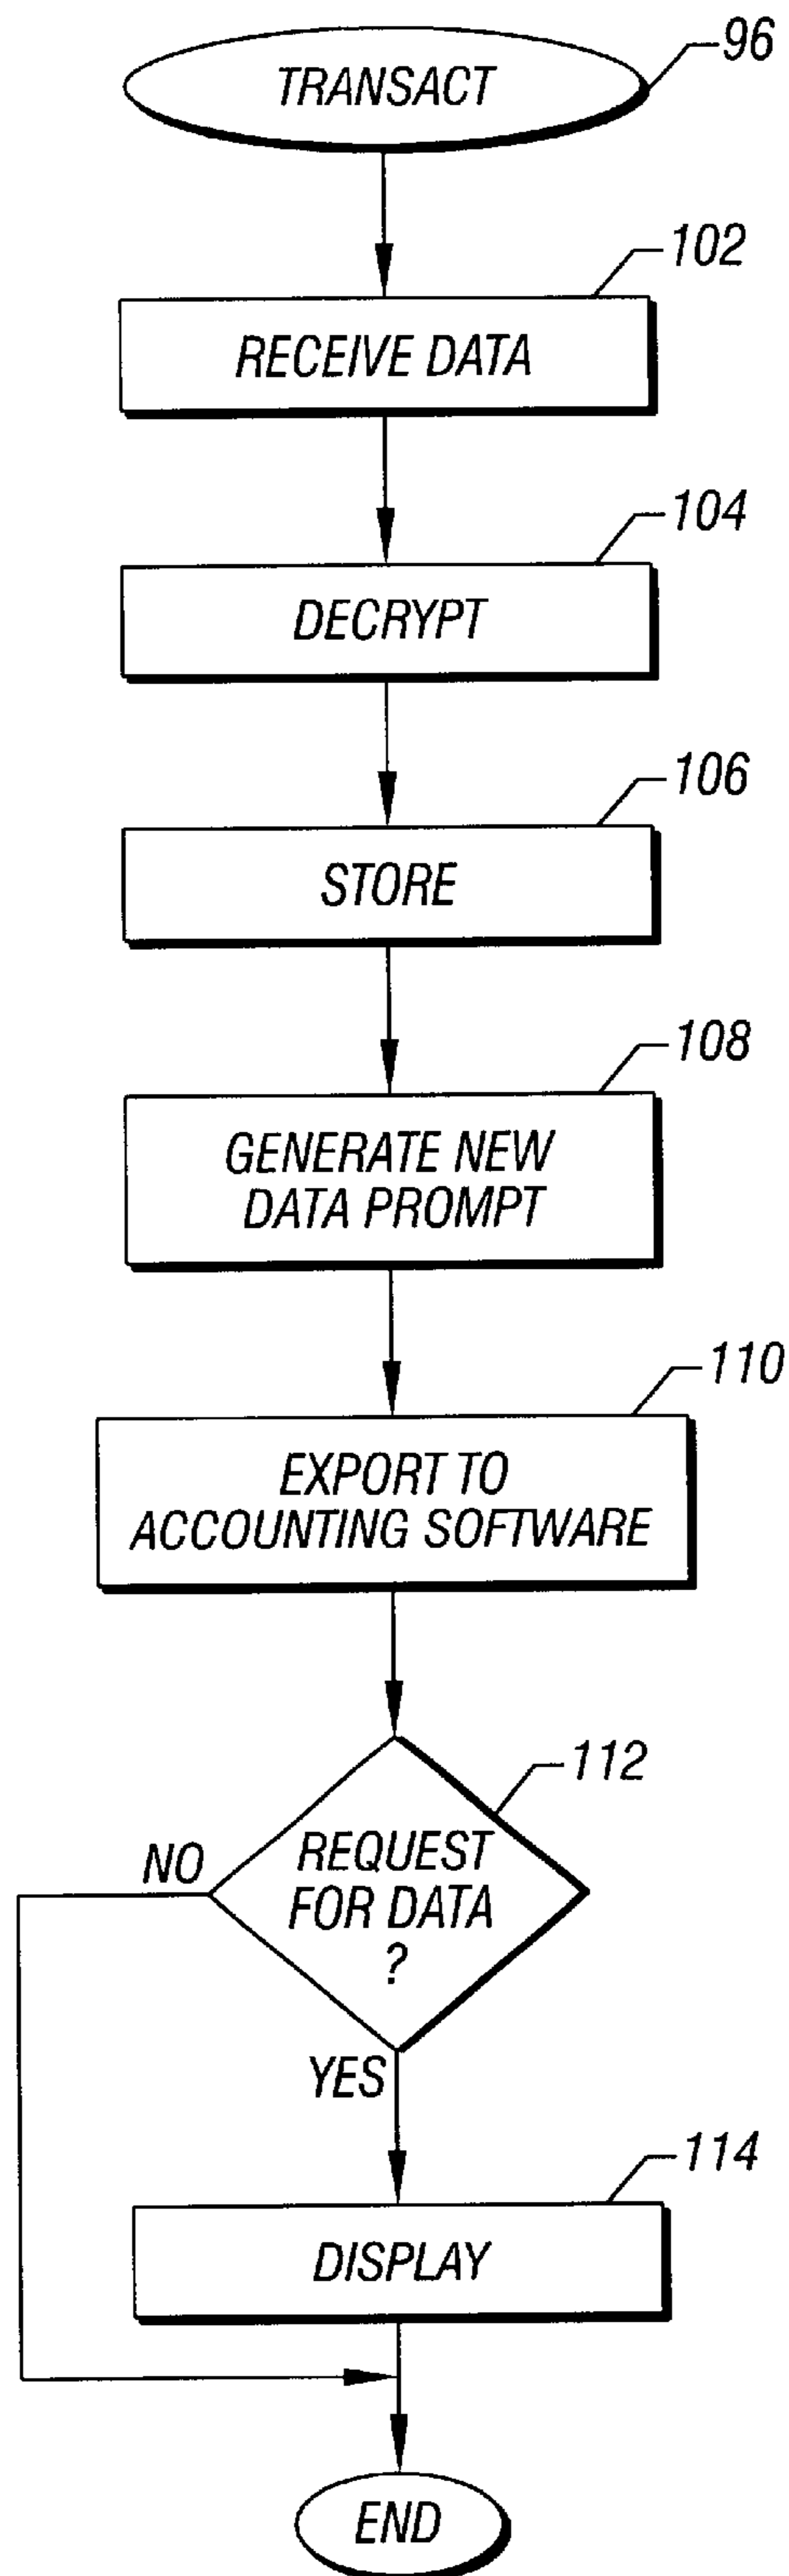 TRANSACT
96
102
RECEIVE DATA
104
DECRYPT
106
STORE
108
GENERATE NEW
DATA PROMPT
110
EXPORT TO
ACCOUNTING SOFTWARE
112
REQUEST
FOR DATA
?
NO
YES
114
DISPLAY
END